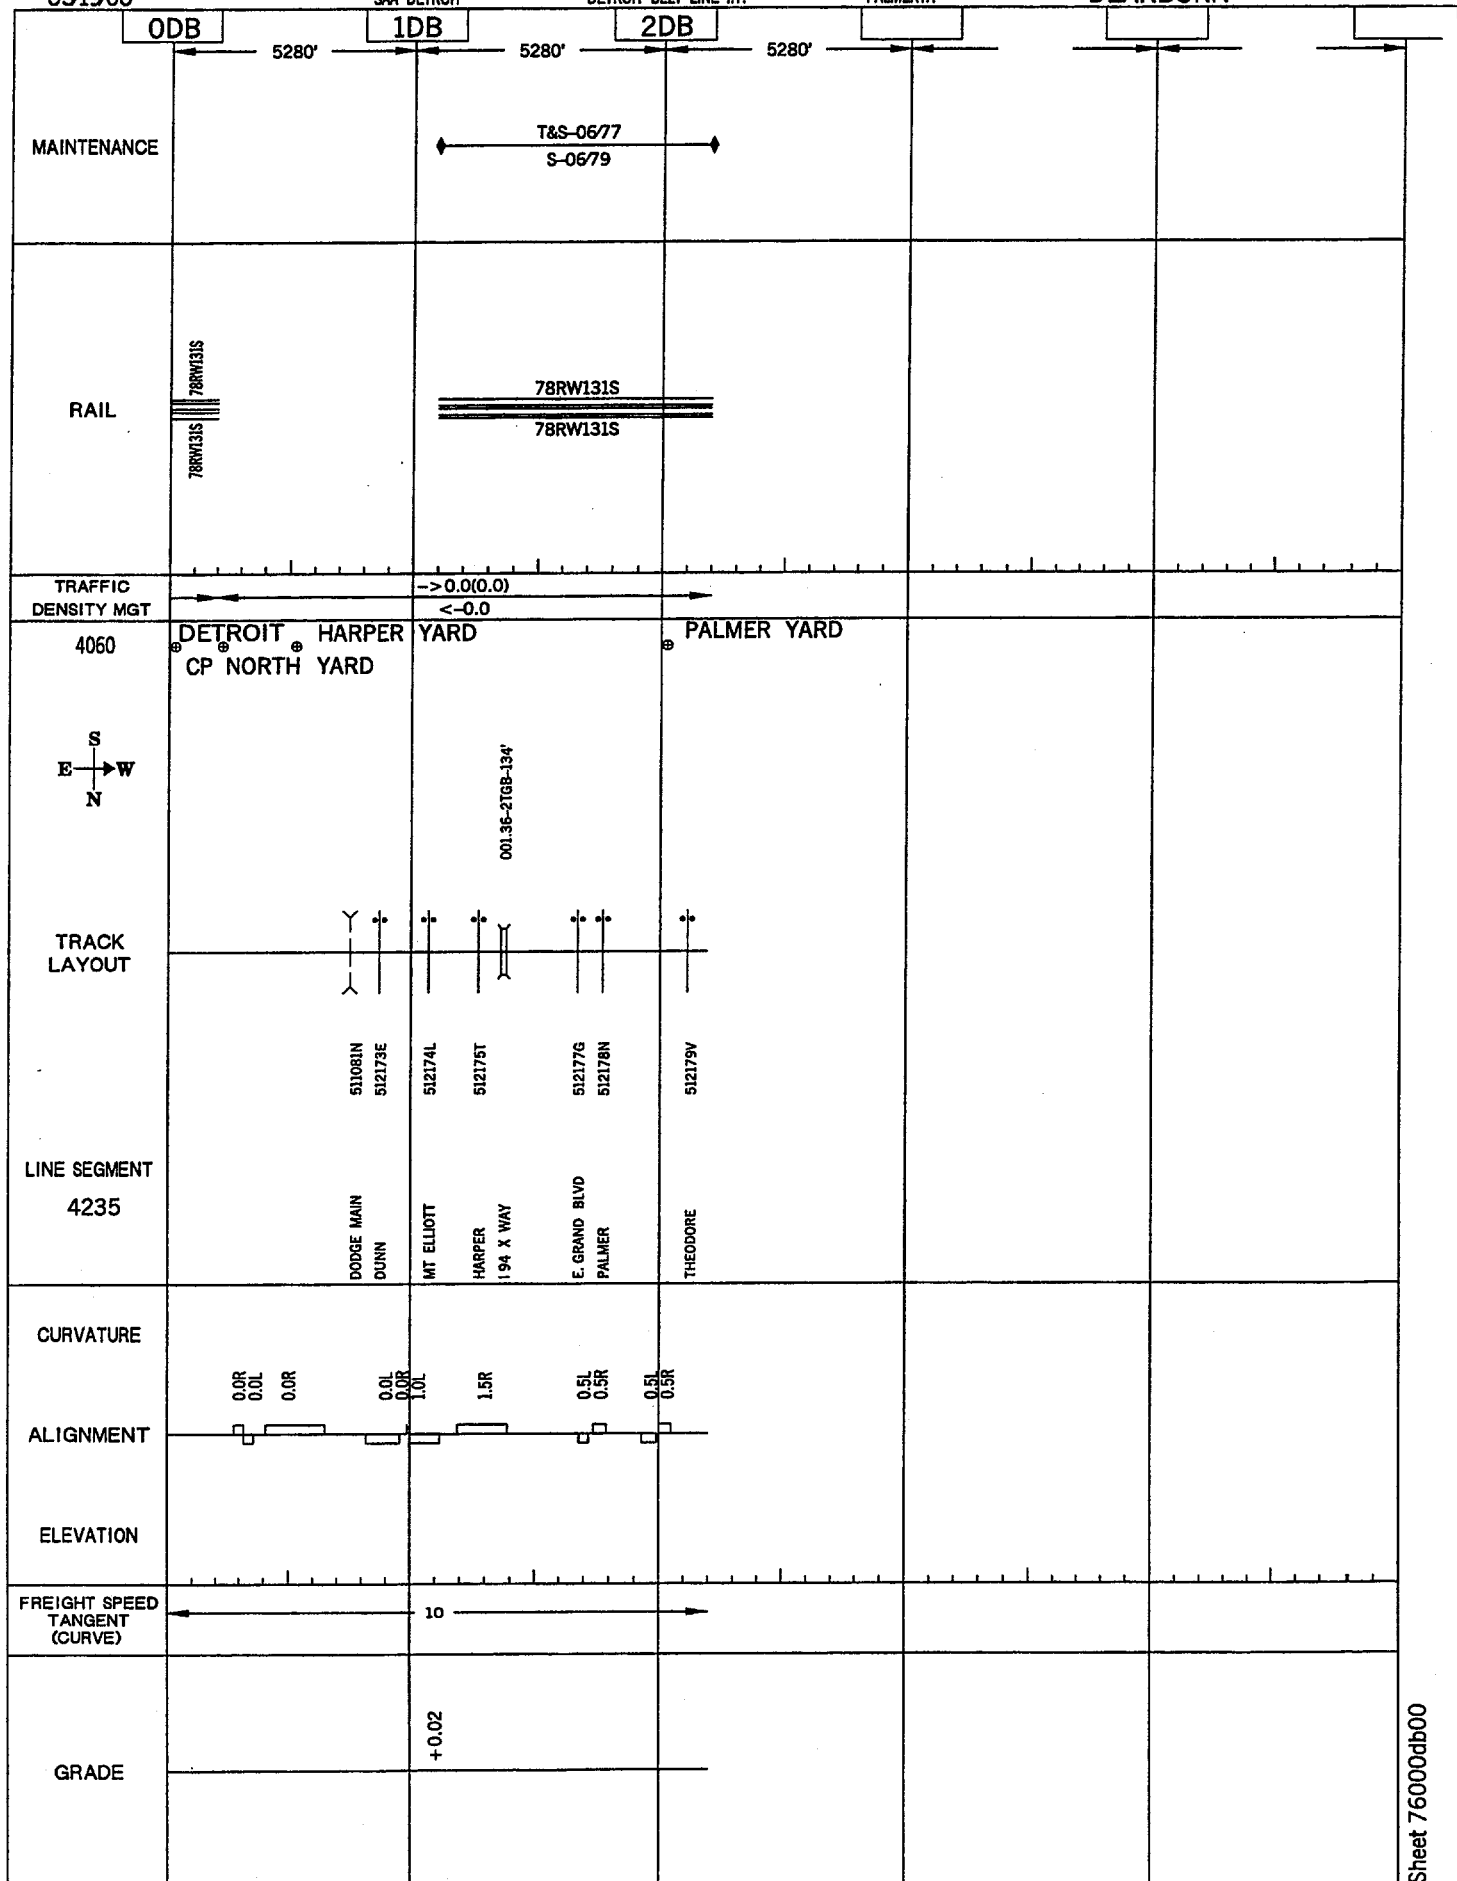 0DB 1DB 2DB
5280' 5280' 5280'
MAINTENANCE
T&S-06/77
S-06/79
RAIL
78RW131S
78RW131S
78RW131S
78RW131S
TRAFFIC
DENSITY MGT
->0.0(0.0)
<-0.0
4060
DETROIT HARPER YARD PALMER YARD
CP NORTH YARD
S
E W
N
001.36-2TGB-134'
TRACK
LAYOUT
511081N
512173E
512174L
512175T
512177G
512178N
512179V
LINE SEGMENT
4235
DODGE MAIN
DUNN
MT ELLIOTT
HARPER
I 94 X WAY
E. GRAND BLVD
PALMER
THEODORE
CURVATURE
0.0R
0.0L
0.0R
0.0L
0.0R
1.0L
1.5R
0.5L
0.5R
0.5L
0.5R
ALIGNMENT
ELEVATION
FREIGHT SPEED
TANGENT
(CURVE)
10
GRADE
+0.02
Sheet 76000db00